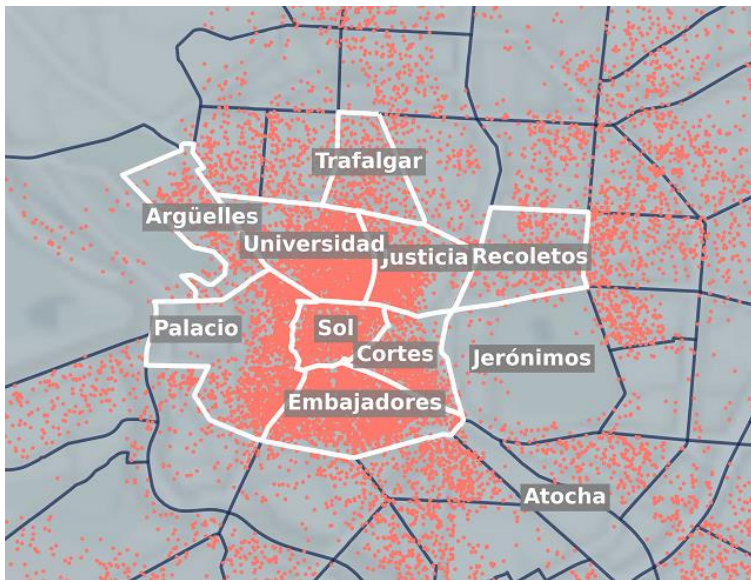 Trafalgar
Argüelles
Universidad
Justicia
Recoletos
Palacio
Sol
Cortes
Jerónimos
Embajadores
Atocha